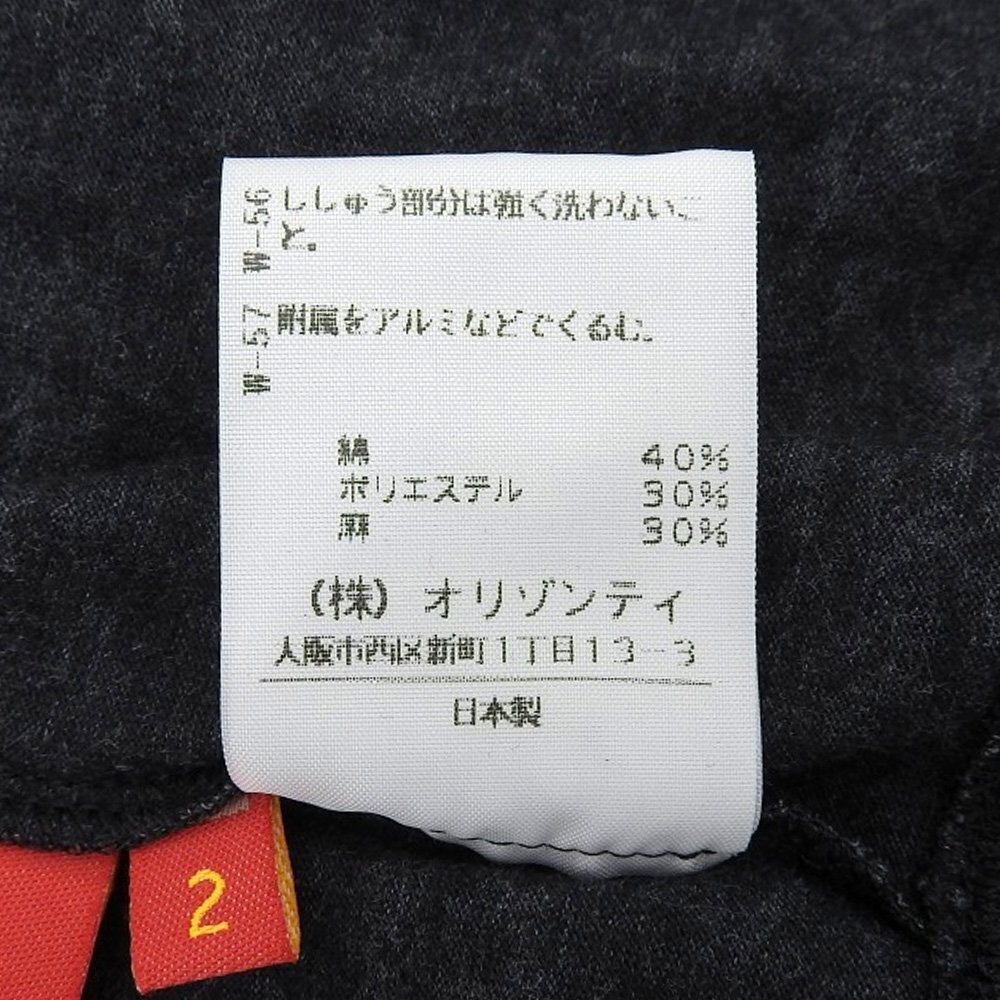 W-56
ししゅう部分は強く洗わないこ
と。
W-57
附属をアルミなどでくるむ。
綿 40%
ポリエステル 30%
麻 30%
(株) オリゾンティ
大阪市西区新町1丁目13-3
日本製
2